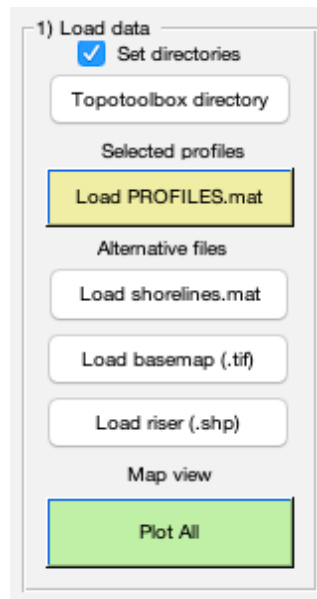 1) Load data
Set directories
Topotoolbox directory
Selected profiles
Load PROFILES.mat
Alternative files
Load shorelines.mat
Load basemap (.tif)
Load riser (.shp)
Map view
Plot All